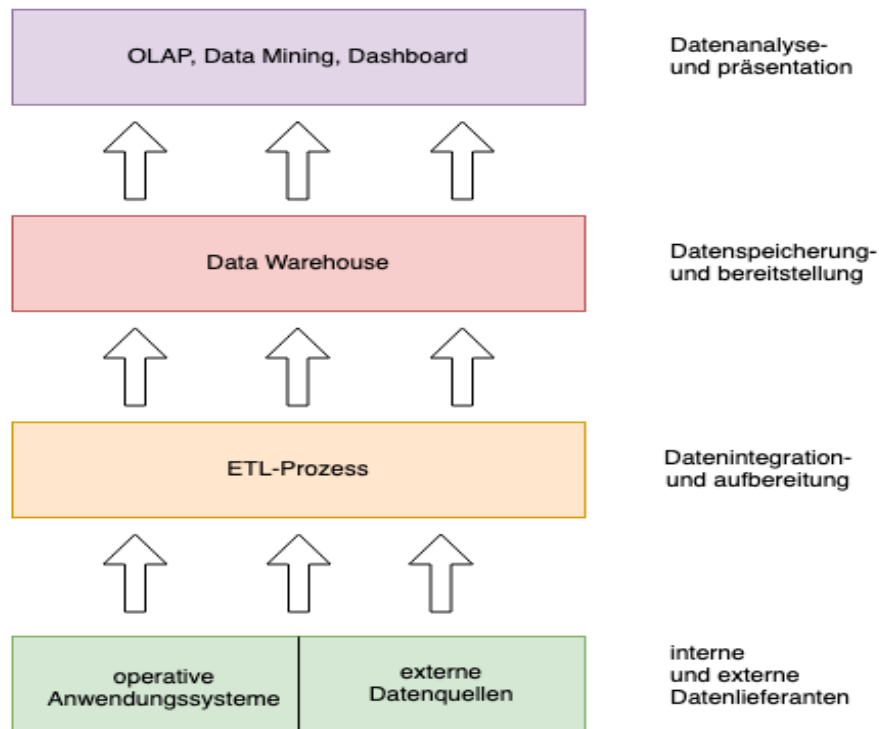 OLAP, Data Mining, Dashboard
Datenanalyse-
und präsentation
Data Warehouse
Datenspeicherung-
und bereitstellung
ETL-Prozess
Datenintegration-
und aufbereitung
operative
Anwendungssysteme
externe
Datenquellen
interne
und externe
Datenlieferanten